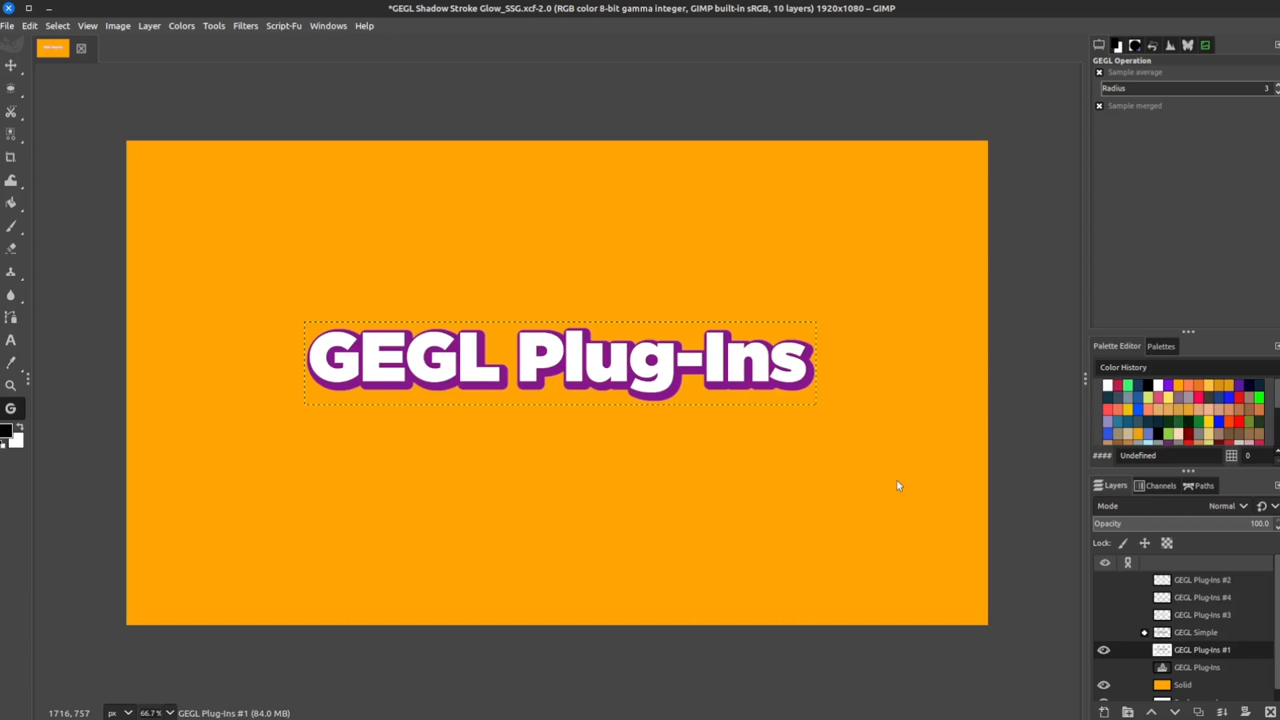 *GEGL Shadow Stroke Glow_SSG.xcf-2.0 (RGB color 8-bit gamma integer, GIMP built-in sRGB, 10 layers) 1920x1080 – GIMP
File Edit Select View Image Layer Colors Tools Filters Script-Fu Windows Help
GEGL Operation
Sample average
Radius 3
Sample merged
GEGL Plug-Ins
Palette Editor Palettes
Color History
#### Undefined 0
Layers Channels Paths
Mode Normal
Opacity 100.0
Lock:
GEGL Plug-Ins #2
GEGL Plug-Ins #4
GEGL Plug-Ins #3
GEGL Simple
GEGL Plug-Ins #1
GEGL Plug-Ins
Solid
1716, 757 px 66.7 % GEGL Plug-Ins #1 (84.0 MB)